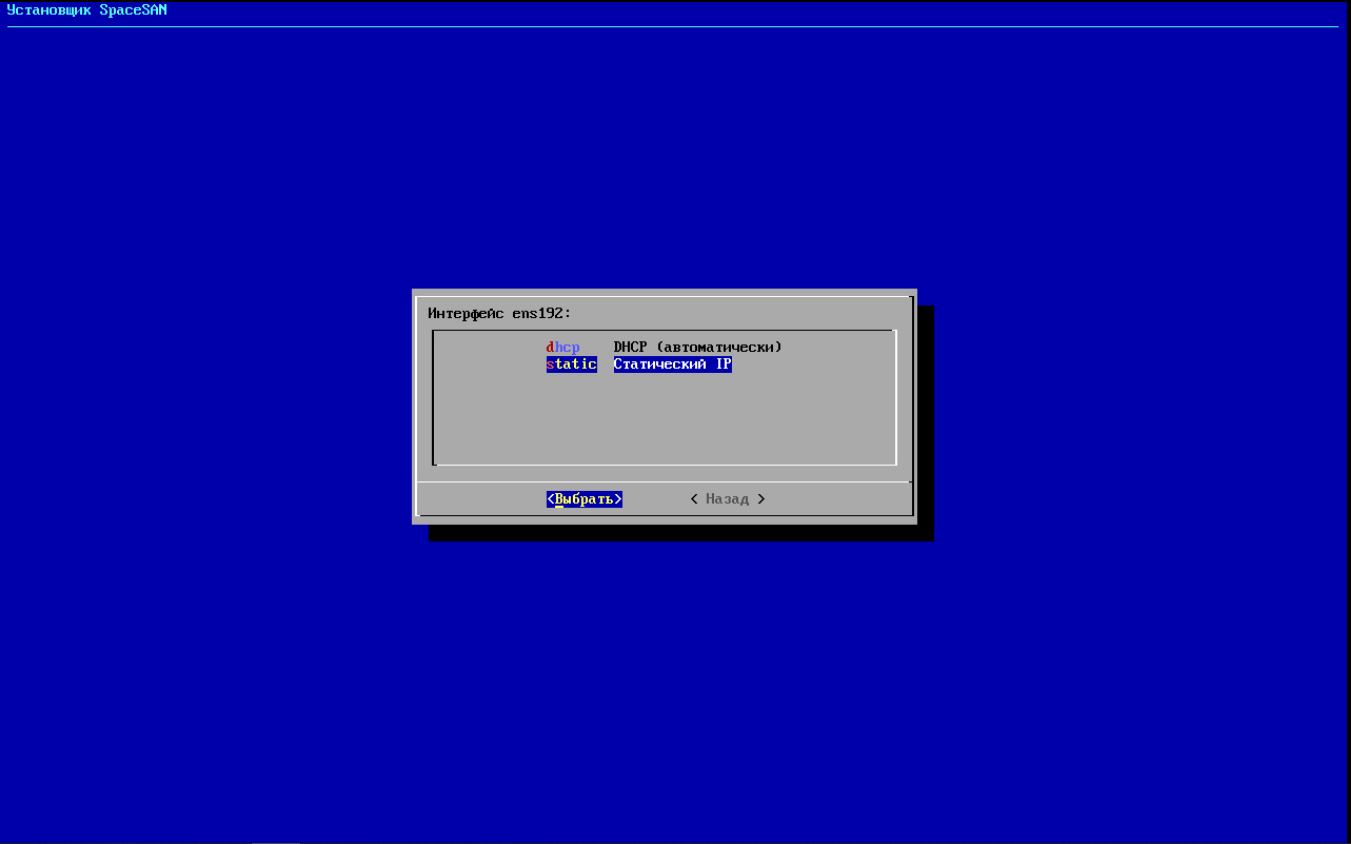 Установщик SpaceSAN
Интерфейс ens192:
dhcp DHCP (автоматически)
static Статический IP
<Выбрать> < Назад >